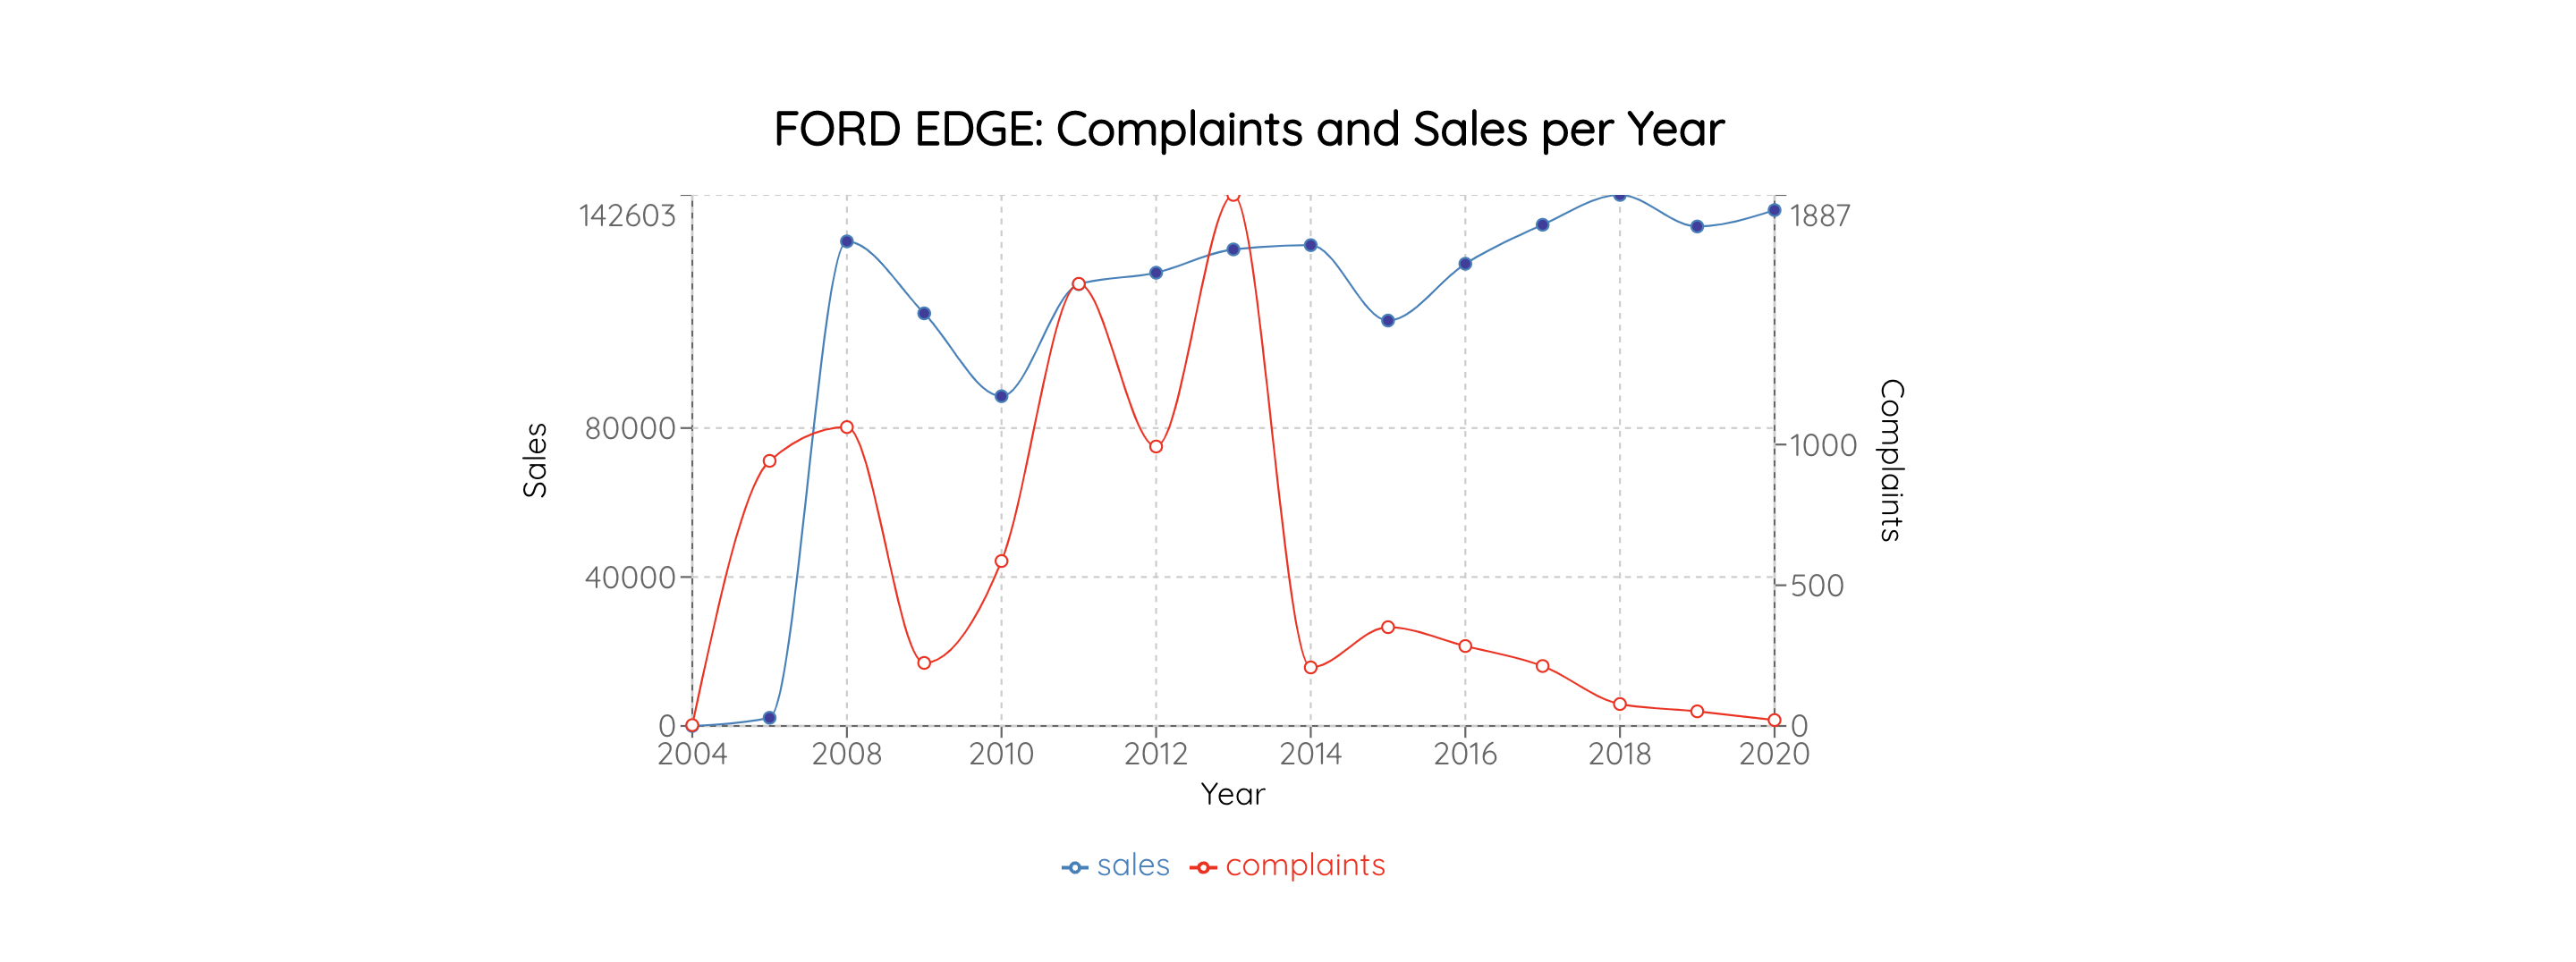 FORD EDGE: Complaints and Sales per Year
142603
80000
40000
0
Sales
1887
1000
500
0
Complaints
2004 2008 2010 2012 2014 2016 2018 2020
Year
sales complaints